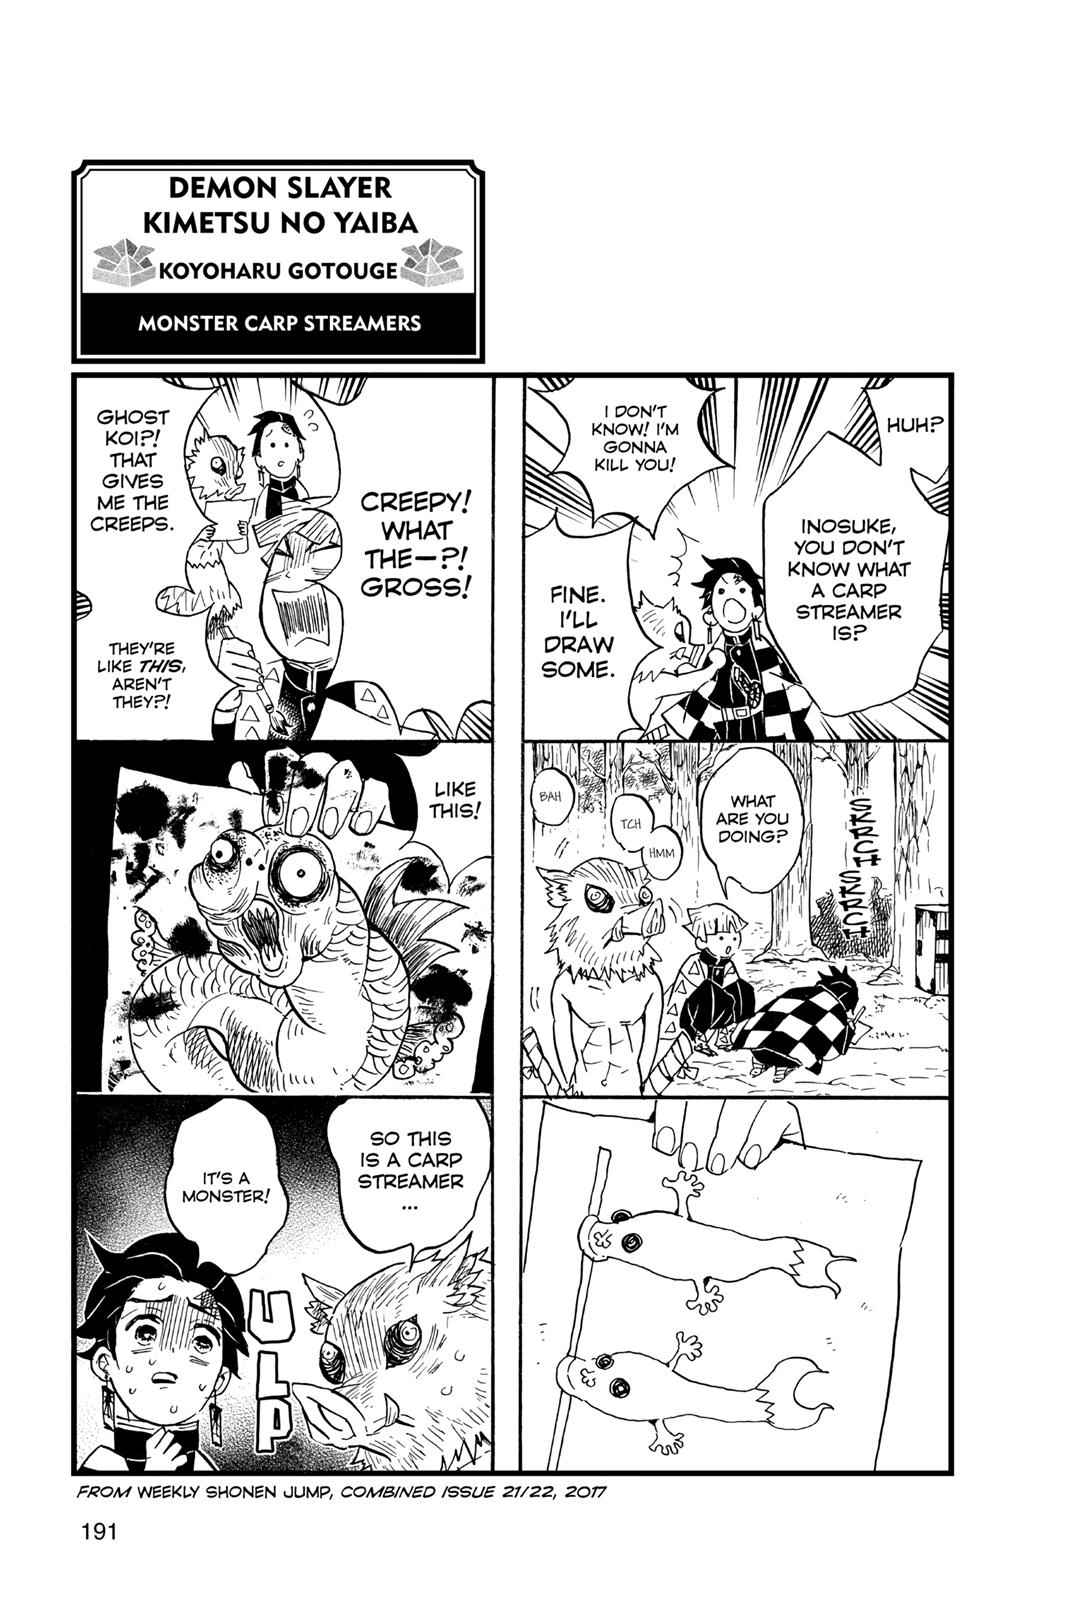 DEMON SLAYER
KIMETSU NO YAIBA
KOYOHARU GOTOUGE
MONSTER CARP STREAMERS
HUH?
INOSUKE,
YOU DON'T
KNOW WHAT
A CARP
STREAMER
IS?
I DON'T
KNOW! I'M
GONNA
KILL YOU!
FINE.
I'LL
DRAW
SOME.
SKRCH SKRCH
WHAT
ARE YOU
DOING?
BAH
TCH
HMM
CREEPY!
WHAT
THE—?!
GROSS!
GHOST
KOI?!
THAT
GIVES
ME THE
CREEPS.
THEY'RE
LIKE THIS,
AREN'T
THEY?!
LIKE
THIS!
SO THIS
IS A CARP
STREAMER
...
IT'S A
MONSTER!
ULP
FROM WEEKLY SHONEN JUMP, COMBINED ISSUE 21/22, 2017
191